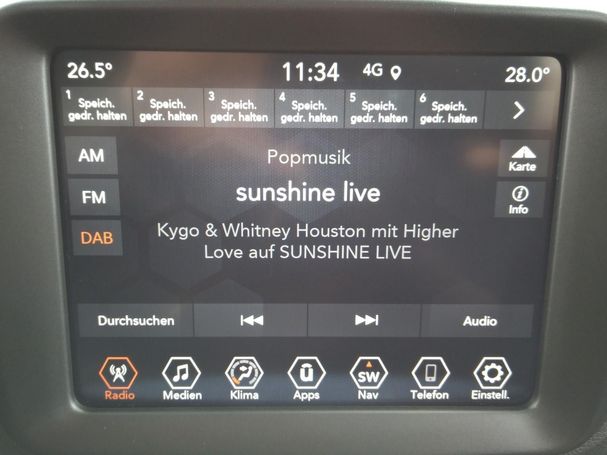 26.5° 11:34 4G 28.0°
1 2 3 4 5 6
Speich. Speich. Speich. Speich. Speich. Speich.
gedr. halten gedr. halten gedr. halten gedr. halten gedr. halten gedr. halten
AM
FM
DAB
Popmusik
sunshine live
Kygo & Whitney Houston mit Higher
Love auf SUNSHINE LIVE
Karte
Info
Durchsuchen Audio
ü SW
Radio Medien Klima Apps Nav Telefon Einstell.